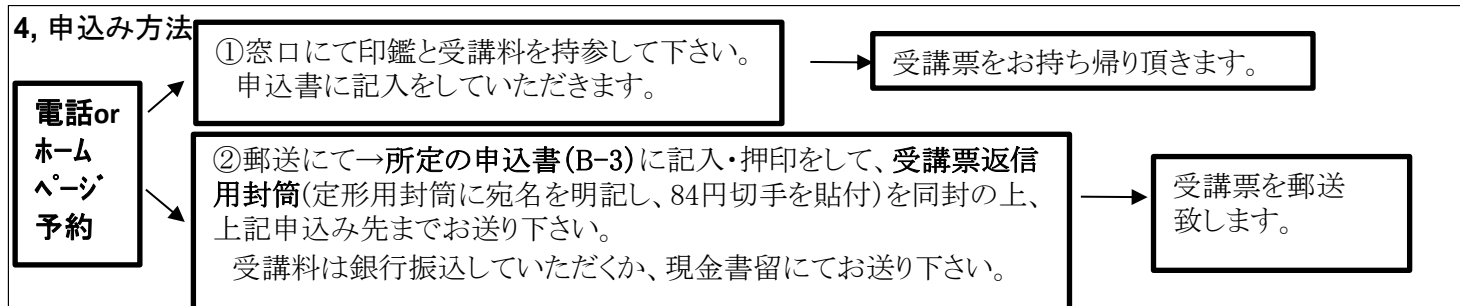 4, 申込み方法
電話or
ホーム
ページ
予約
①窓口にて印鑑と受講料を持参して下さい。
申込書に記入をしていただきます。
受講票をお持ち帰り頂きます。
②郵送にて→所定の申込書(B-3)に記入・押印をして、受講票返信
用封筒(定形用封筒に宛名を明記し、84円切手を貼付)を同封の上、
上記申込み先までお送り下さい。
受講料は銀行振込していただくか、現金書留にてお送り下さい。
受講票を郵送
致します。